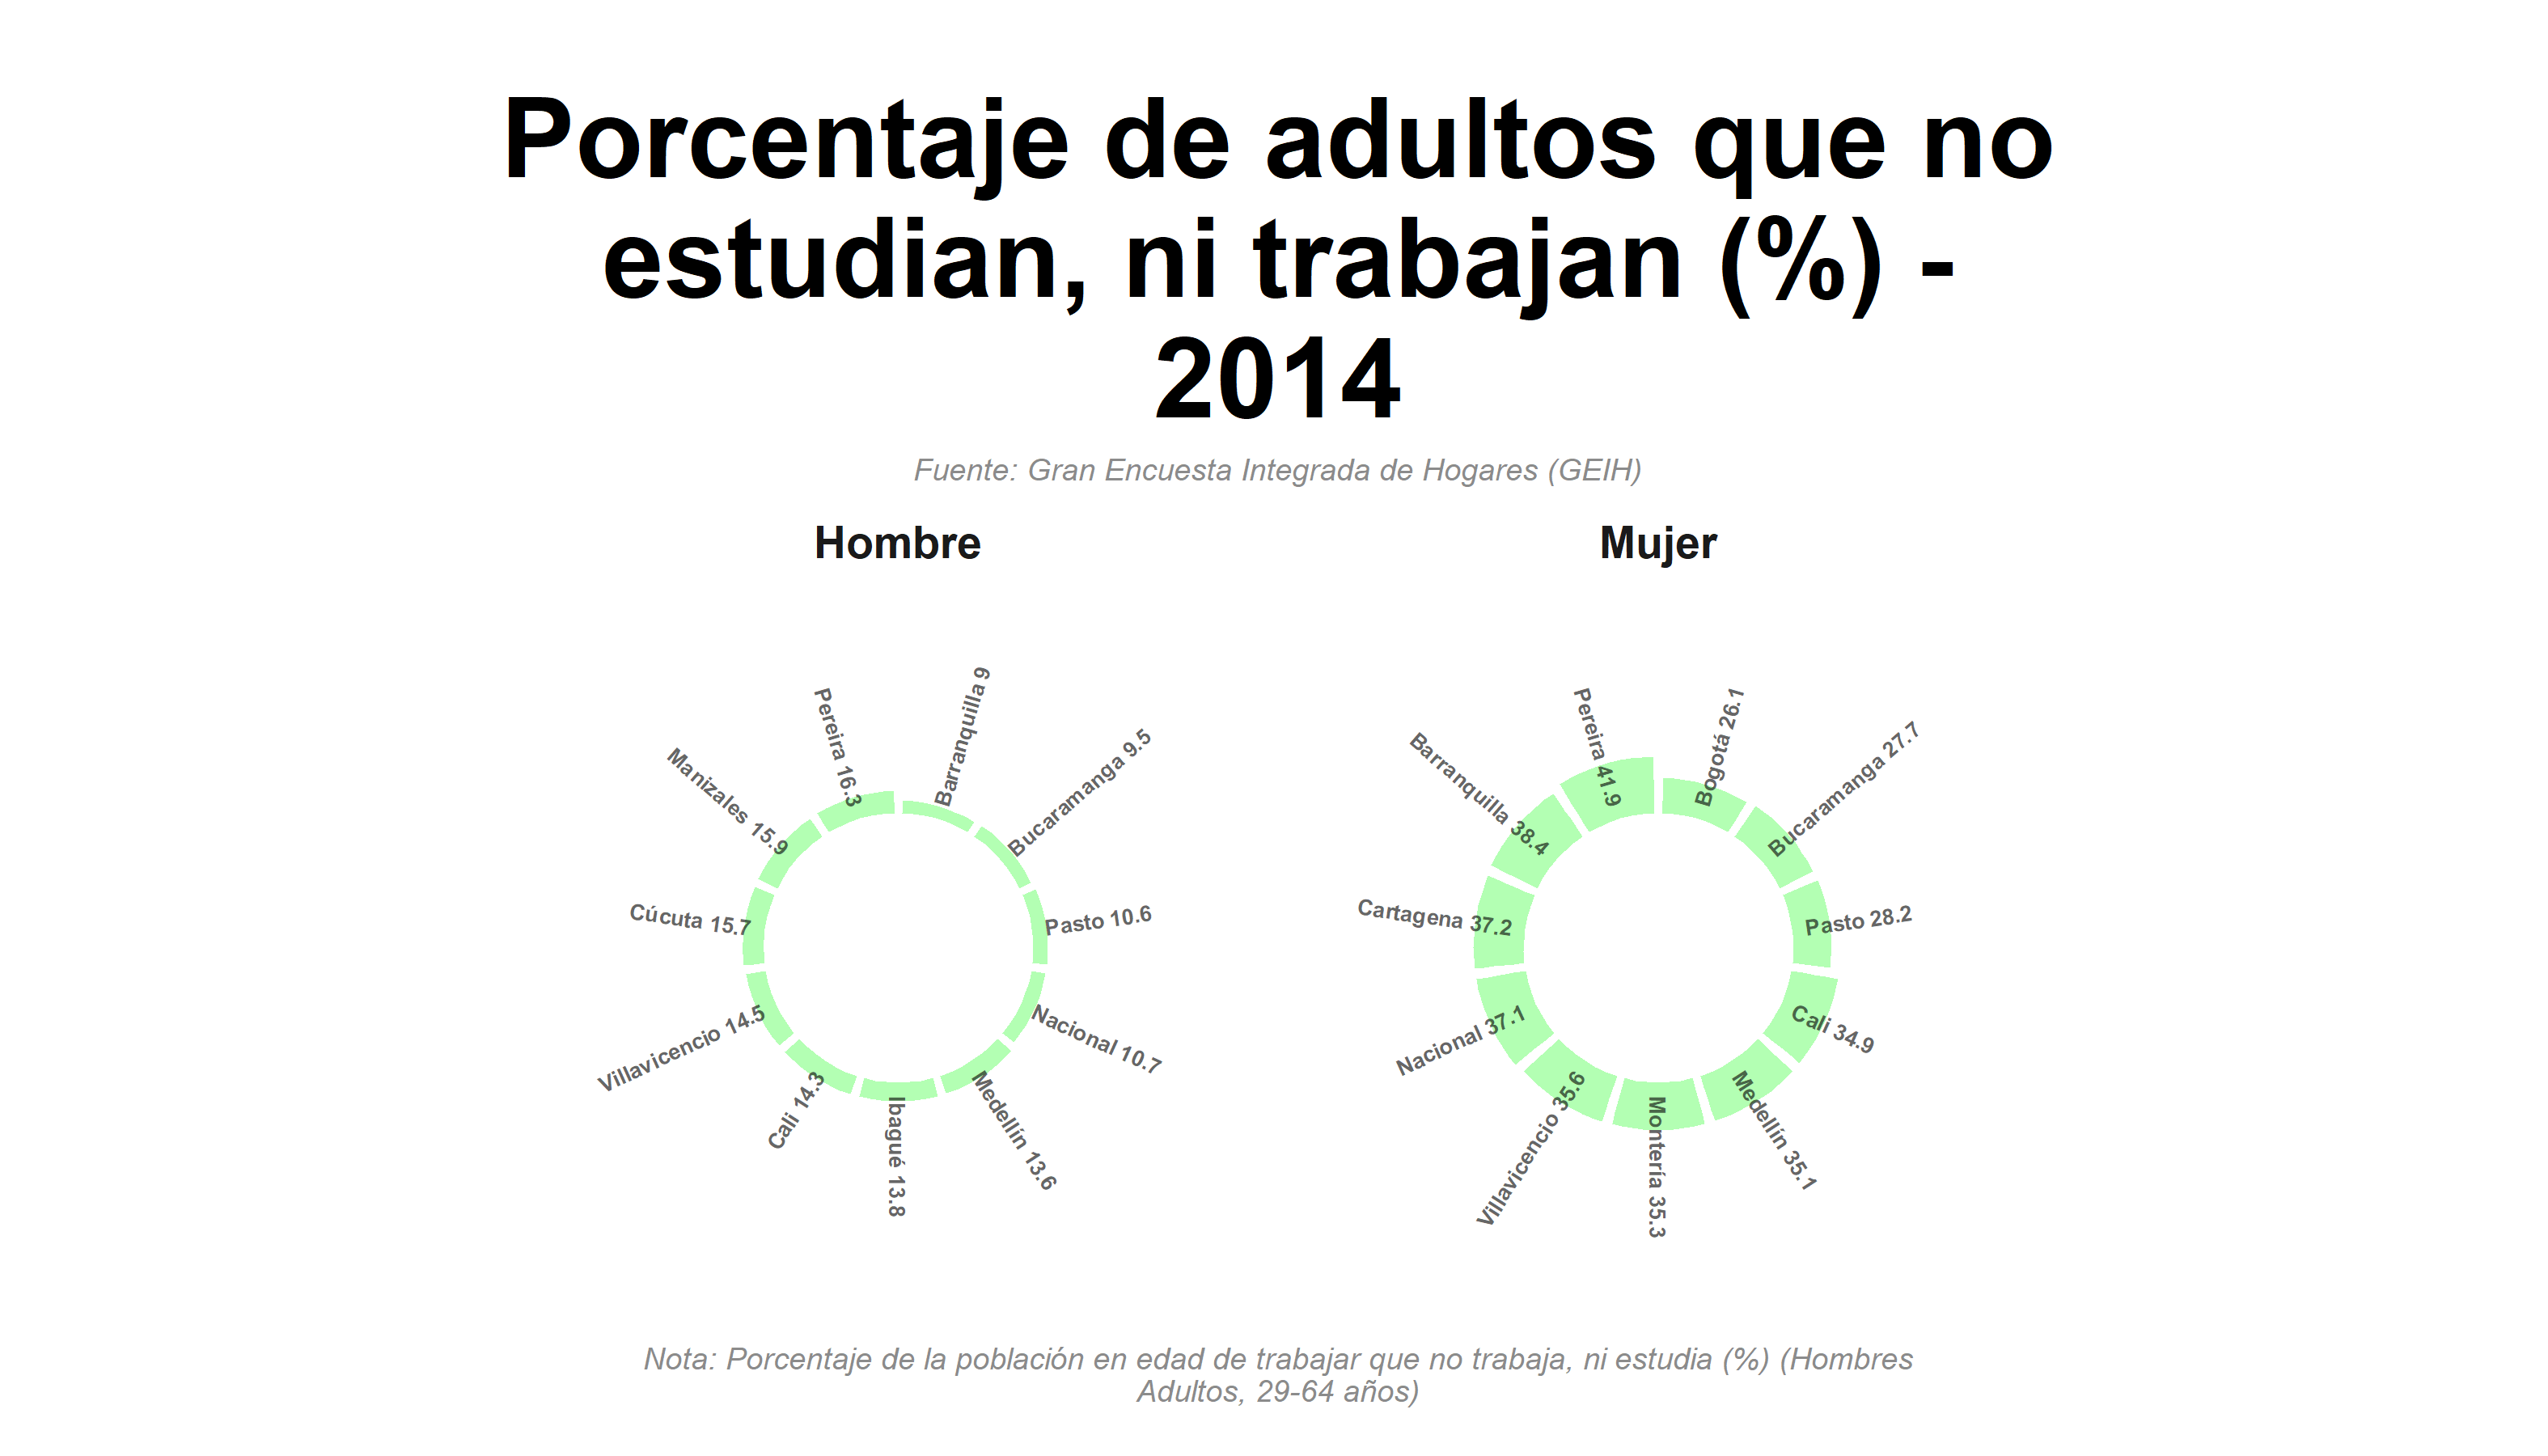 Porcentaje de adultos que no
estudian, ni trabajan (%) -
2014
Fuente: Gran Encuesta Integrada de Hogares (GEIH)
Hombre
Barranquilla 9
Bucaramanga 9.5
Pasto 10.6
Nacional 10.7
Medellín 13.6
Ibagué 13.8
Cali 14.3
Villavicencio 14.5
Cúcuta 15.7
Manizales 15.9
Pereira 16.3
Mujer
Bogotá 26.1
Bucaramanga 27.7
Pasto 28.2
Cali 34.9
Medellín 35.1
Montería 35.3
Villavicencio 35.6
Nacional 37.1
Cartagena 37.2
Barranquilla 38.4
Pereira 41.9
Nota: Porcentaje de la población en edad de trabajar que no trabaja, ni estudia (%) (Hombres
Adultos, 29-64 años)